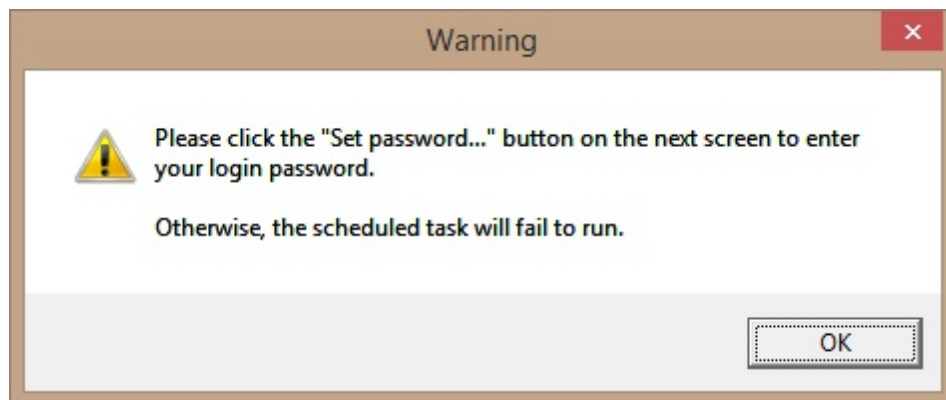 Warning
Please click the "Set password..." button on the next screen to enter
your login password.
Otherwise, the scheduled task will fail to run.
OK